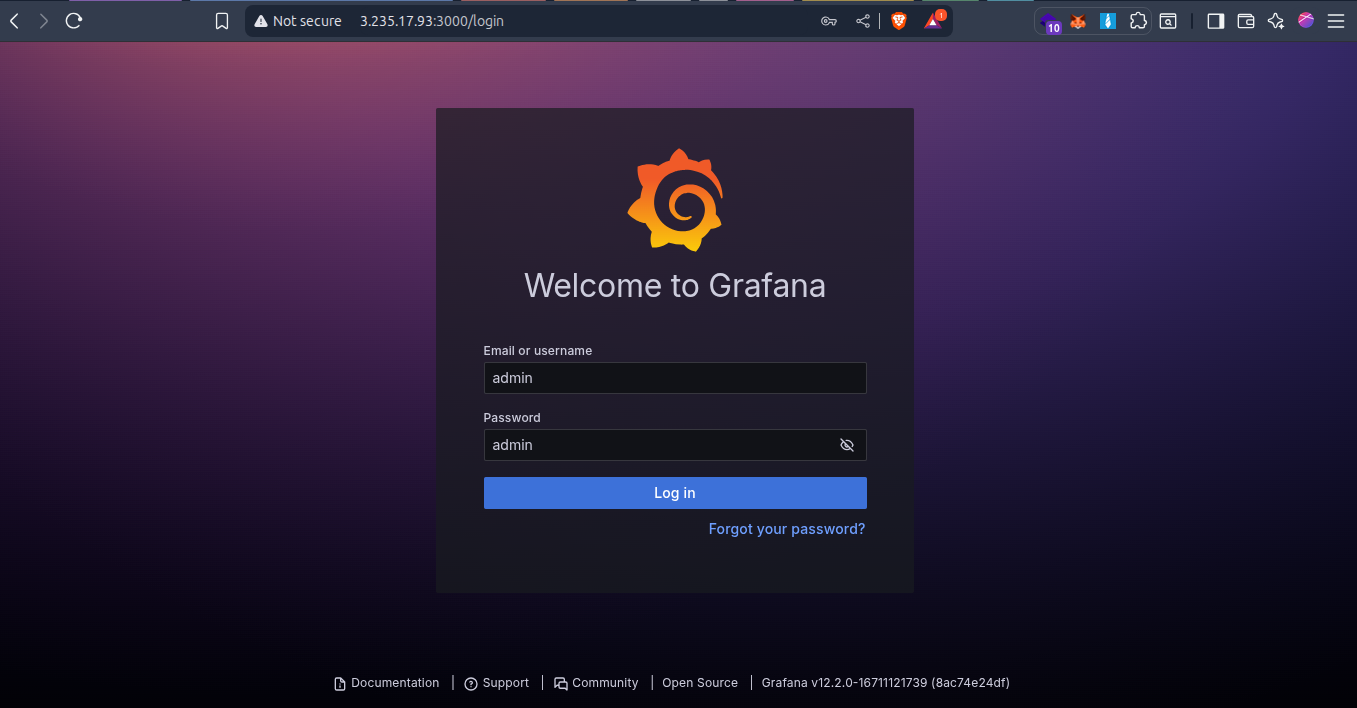 Not secure 3.235.17.93:3000/login
1
10
Welcome to Grafana
Email or username
admin
Password
admin
Log in
Forgot your password?
Documentation | Support | Community | Open Source | Grafana v12.2.0-16711121739 (8ac74e24df)